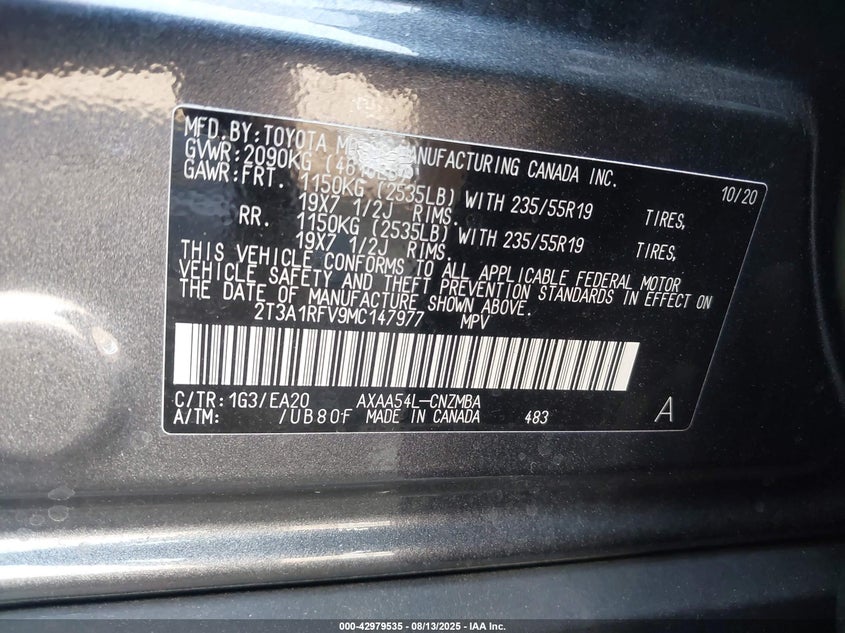 MFD.BY:TOYOTA MANUFACTURING CANADA INC. 10/20
GVWR:2090KG
GAWR:FRT. 1150KG (2535LB) WITH 235/55R19 TIRES,
19X7 1/2J RIMS.
RR. 1150KG (2535LB) WITH 235/55R19 TIRES,
19X7 1/2J RIMS.
THIS VEHICLE CONFORMS TO ALL APPLICABLE FEDERAL MOTOR
VEHICLE SAFETY AND THEFT PREVENTION STANDARDS IN EFFECT ON
THE DATE OF MANUFACTURE SHOWN ABOVE.
2T3A1RFV9MC147977 MPV
C/TR:1G3/EA20 AXAA54L-CNZMBA
A/TM: /UB80F MADE IN CANADA 483 A
000-42979535 - 08/13/2025 - IAA Inc.